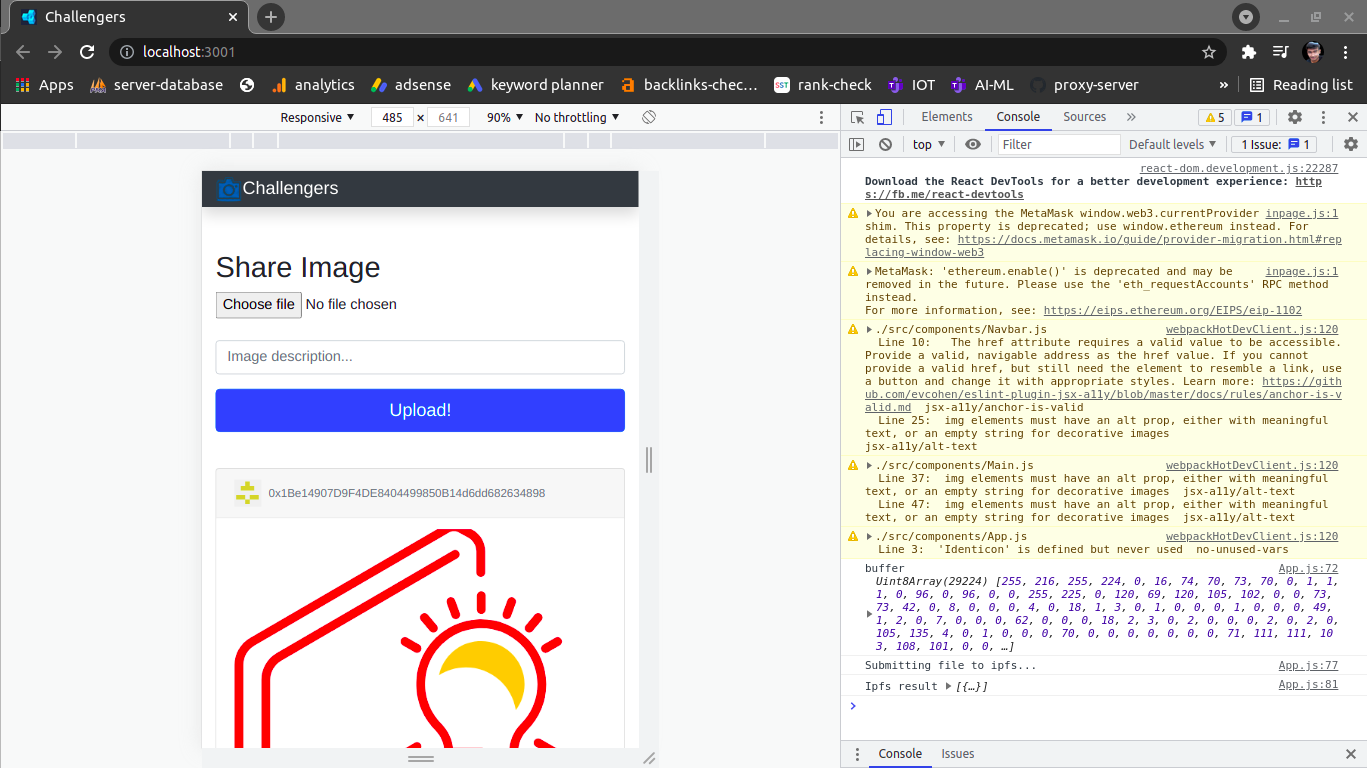 Challengers
localhost:3001
Apps server-database analytics adsense keyword planner backlinks-chec... rank-check IOT AI-ML proxy-server » Reading list
Responsive ▼ 485 × 641 90% ▼ No throttling ▼
Elements Console Sources » 5 1
top ▼ Filter Default levels ▼ 1 Issue: 1
Challengers
Share Image
Choose file No file chosen
Image description...
Upload!
0x1Be14907D9F4DE8404499850B14d6dd682634898
react-dom.development.js:22287
Download the React DevTools for a better development experience: http
s://fb.me/react-devtools
You are accessing the MetaMask window.web3.currentProvider inpage.js:1
shim. This property is deprecated; use window.ethereum instead. For
details, see: https://docs.metamask.io/guide/provider-migration.html#rep
lacing-window-web3
MetaMask: 'ethereum.enable()' is deprecated and may be inpage.js:1
removed in the future. Please use the 'eth_requestAccounts' RPC method
instead.
For more information, see: https://eips.ethereum.org/EIPS/eip-1102
./src/components/Navbar.js webpackHotDevClient.js:120
Line 10: The href attribute requires a valid value to be accessible.
Provide a valid, navigable address as the href value. If you cannot
provide a valid href, but still need the element to resemble a link, use
a button and change it with appropriate styles. Learn more: https://gith
ub.com/evcohen/eslint-plugin-jsx-a11y/blob/master/docs/rules/anchor-is-v
alid.md jsx-a11y/anchor-is-valid
Line 25: img elements must have an alt prop, either with meaningful
text, or an empty string for decorative images
jsx-a11y/alt-text
./src/components/Main.js webpackHotDevClient.js:120
Line 37: img elements must have an alt prop, either with meaningful
text, or an empty string for decorative images jsx-a11y/alt-text
Line 47: img elements must have an alt prop, either with meaningful
text, or an empty string for decorative images jsx-a11y/alt-text
./src/components/App.js webpackHotDevClient.js:120
Line 3: 'Identicon' is defined but never used no-unused-vars
buffer App.js:72
Uint8Array(29224) [255, 216, 255, 224, 0, 16, 74, 70, 73, 70, 0, 1, 1,
1, 0, 96, 0, 96, 0, 0, 255, 225, 0, 120, 69, 120, 105, 102, 0, 0, 73,
73, 42, 0, 8, 0, 0, 0, 4, 0, 18, 1, 3, 0, 1, 0, 0, 0, 1, 0, 0, 0, 49,
1, 2, 0, 7, 0, 0, 0, 62, 0, 0, 0, 18, 2, 3, 0, 2, 0, 0, 0, 2, 0, 2, 0,
105, 135, 4, 0, 1, 0, 0, 0, 70, 0, 0, 0, 0, 0, 0, 0, 71, 111, 111, 10
3, 108, 101, 0, 0, …]
Submitting file to ipfs... App.js:77
Ipfs result [{…}] App.js:81
Console Issues